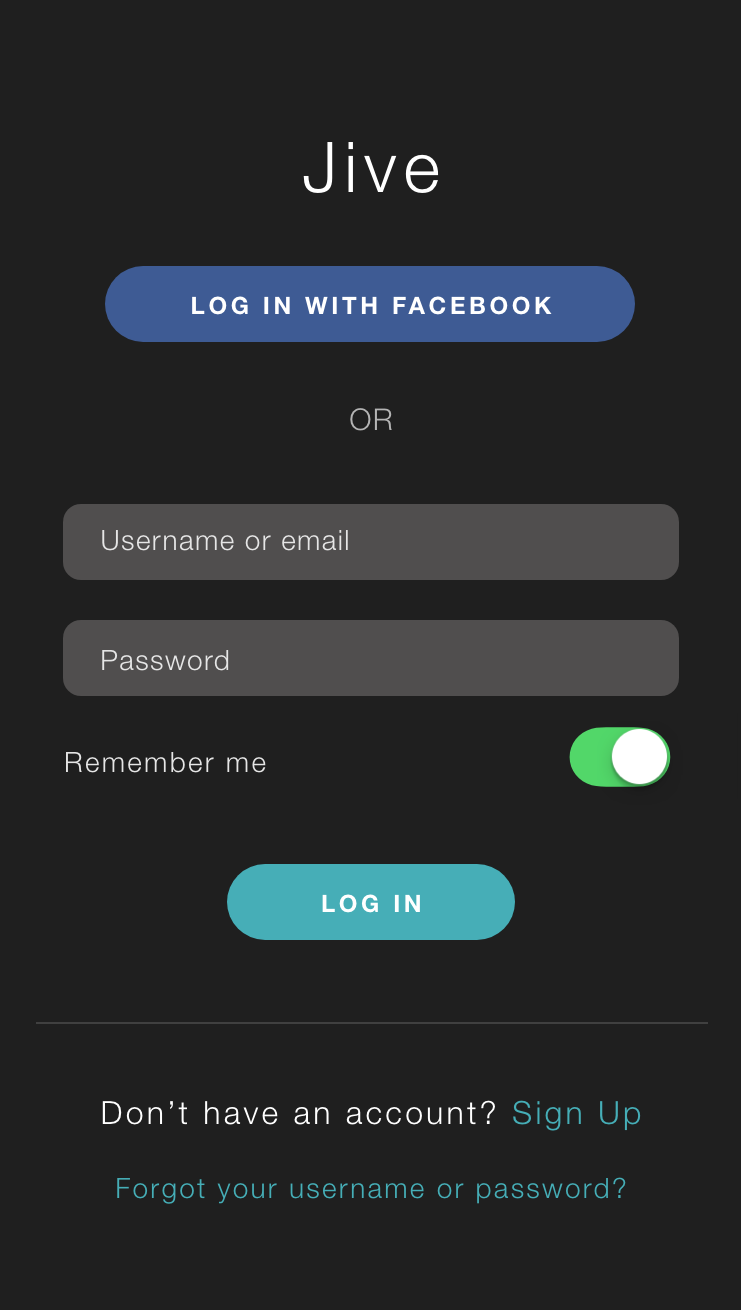 Jive
LOG IN WITH FACEBOOK
OR
Username or email
Password
Remember me
LOG IN
Don’t have an account? Sign Up
Forgot your username or password?